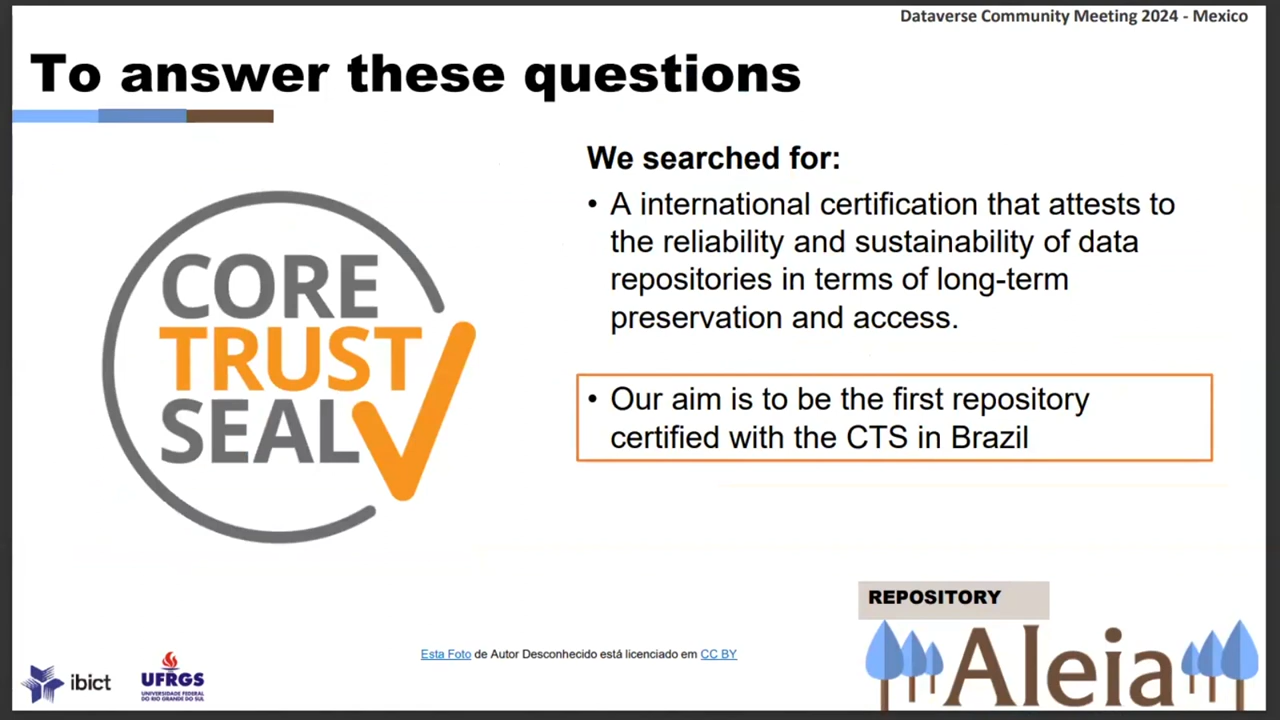 Dataverse Community Meeting 2024 - Mexico
To answer these questions
We searched for:
• A international certification that attests to
the reliability and sustainability of data
repositories in terms of long-term
preservation and access.
• Our aim is to be the first repository
certified with the CTS in Brazil
CORE
TRUST
SEAL
REPOSITORY
Aleia
Esta Foto de Autor Desconhecido está licenciado em CC BY
ibict
UFRGS
UNIVERSIDADE FEDERAL
DO RIO GRANDE DO SUL